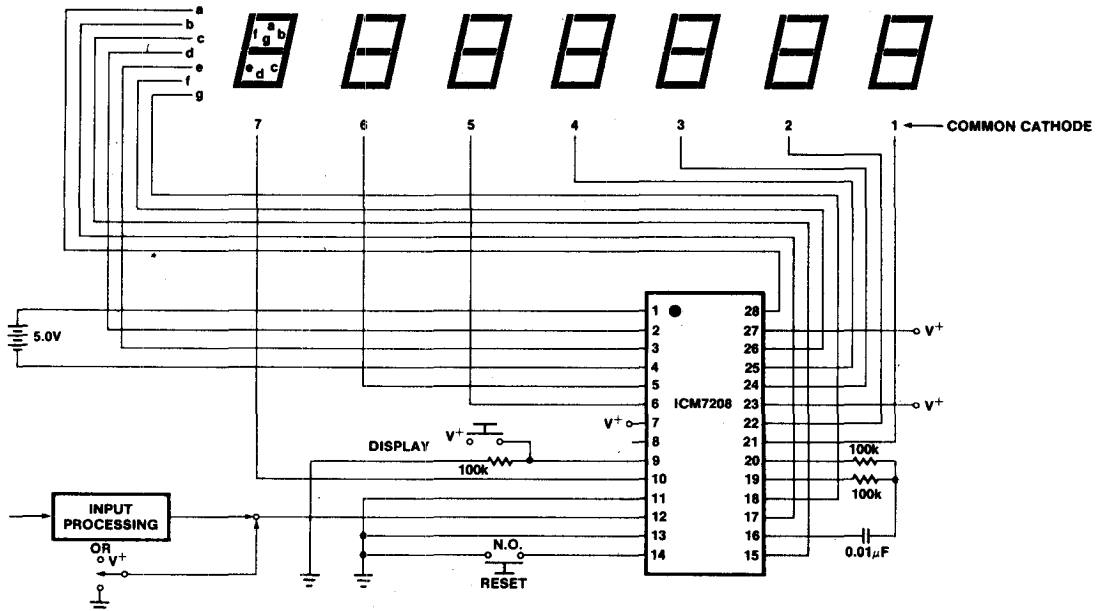 a
b
c
d
e
f
g
a
f b
g
e c
d
7 6 5 4 3 2 1 COMMON CATHODE
5.0V
1 28
2 27 V+
3 26
4 25
5 24
6 ICM7208 23 V+
V+ 7 22
8 21
DISPLAY V+
100k
9 20 100k
10 19 100k
11 18
INPUT
PROCESSING
12 17
13 16 0.01µF
14 15
N.O.
RESET
OR
V+